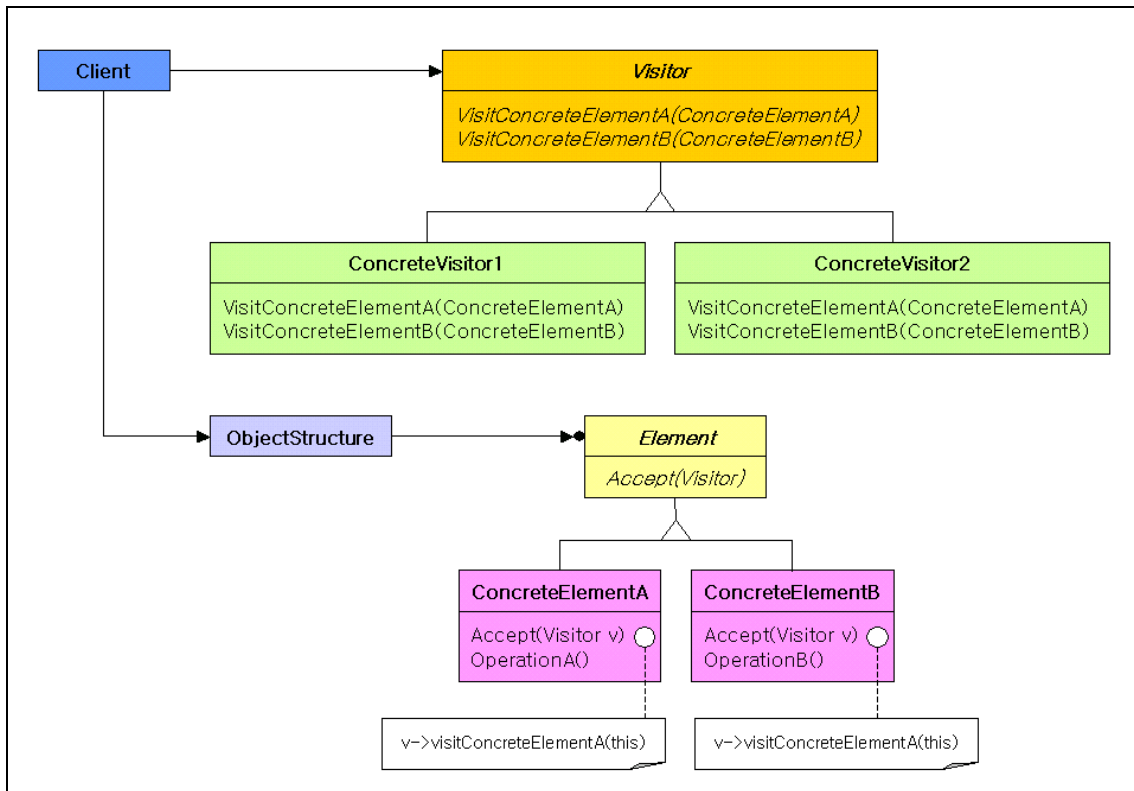 Client
Visitor
VisitConcreteElementA(ConcreteElementA)
VisitConcreteElementB(ConcreteElementB)
ConcreteVisitor1
VisitConcreteElementA(ConcreteElementA)
VisitConcreteElementB(ConcreteElementB)
ConcreteVisitor2
VisitConcreteElementA(ConcreteElementA)
VisitConcreteElementB(ConcreteElementB)
ObjectStructure
Element
Accept(Visitor)
ConcreteElementA
Accept(Visitor v)
OperationA()
ConcreteElementB
Accept(Visitor v)
OperationB()
v->visitConcreteElementA(this)
v->visitConcreteElementA(this)